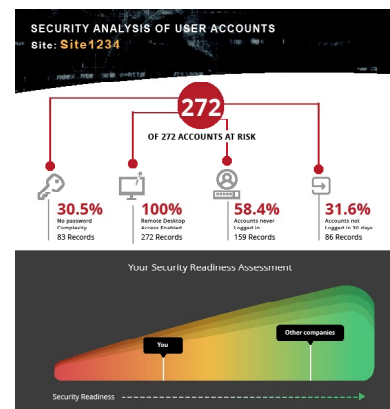 SECURITY ANALYSIS OF USER ACCOUNTS
Site: Site1234
272
OF 272 ACCOUNTS AT RISK
30.5%
No password
Complexity
83 Records
100%
Remote Desktop
Access Enabled
272 Records
58.4%
Accounts never
Logged in
159 Records
31.6%
Accounts not
Logged in 30 days
86 Records
Your Security Readiness Assessment
You
Other companies
Security Readiness